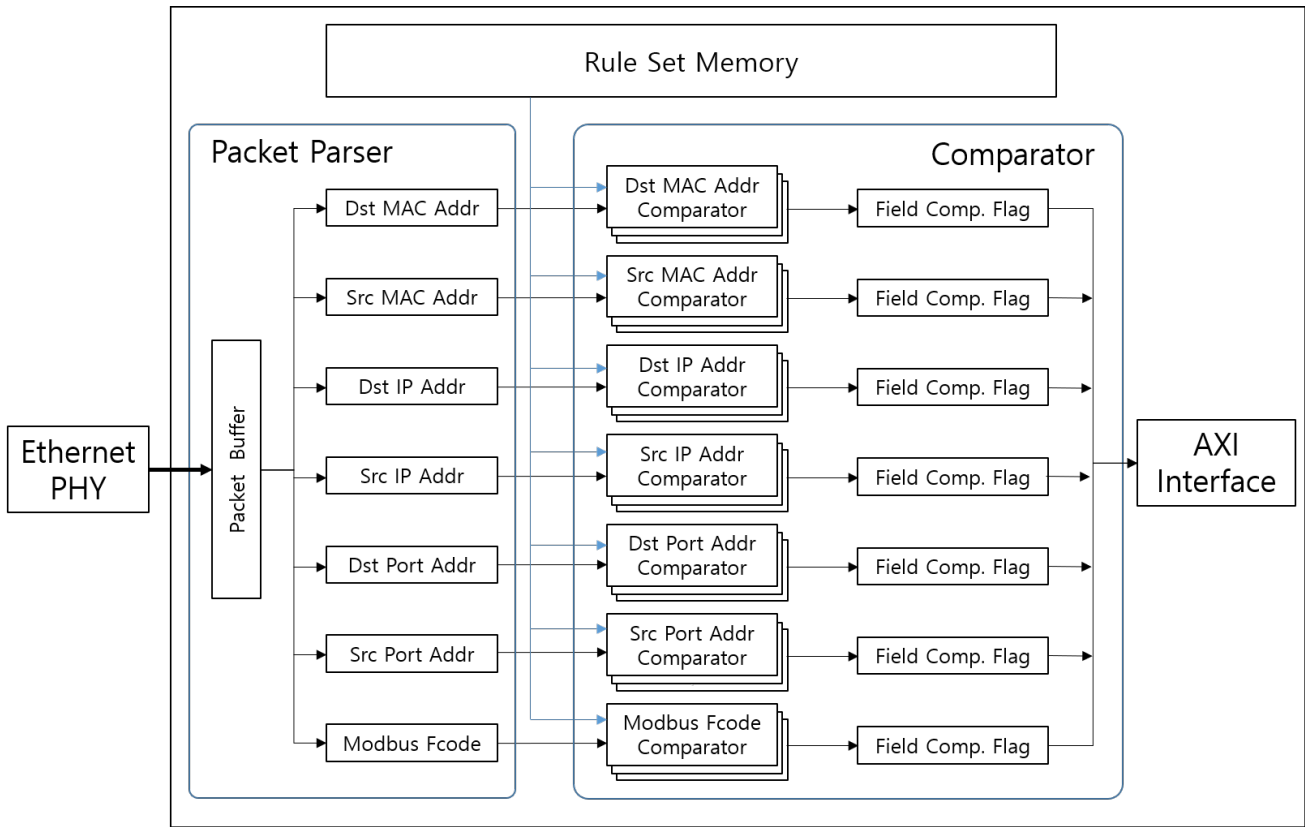 Rule Set Memory
Packet Parser
Comparator
Dst MAC Addr
Dst MAC Addr
Comparator
Field Comp. Flag
Src MAC Addr
Src MAC Addr
Comparator
Field Comp. Flag
Dst IP Addr
Dst IP Addr
Comparator
Field Comp. Flag
Ethernet
PHY
Packet Buffer
Src IP Addr
Src IP Addr
Comparator
Field Comp. Flag
AXI
Interface
Dst Port Addr
Dst Port Addr
Comparator
Field Comp. Flag
Src Port Addr
Src Port Addr
Comparator
Field Comp. Flag
Modbus Fcode
Modbus Fcode
Comparator
Field Comp. Flag